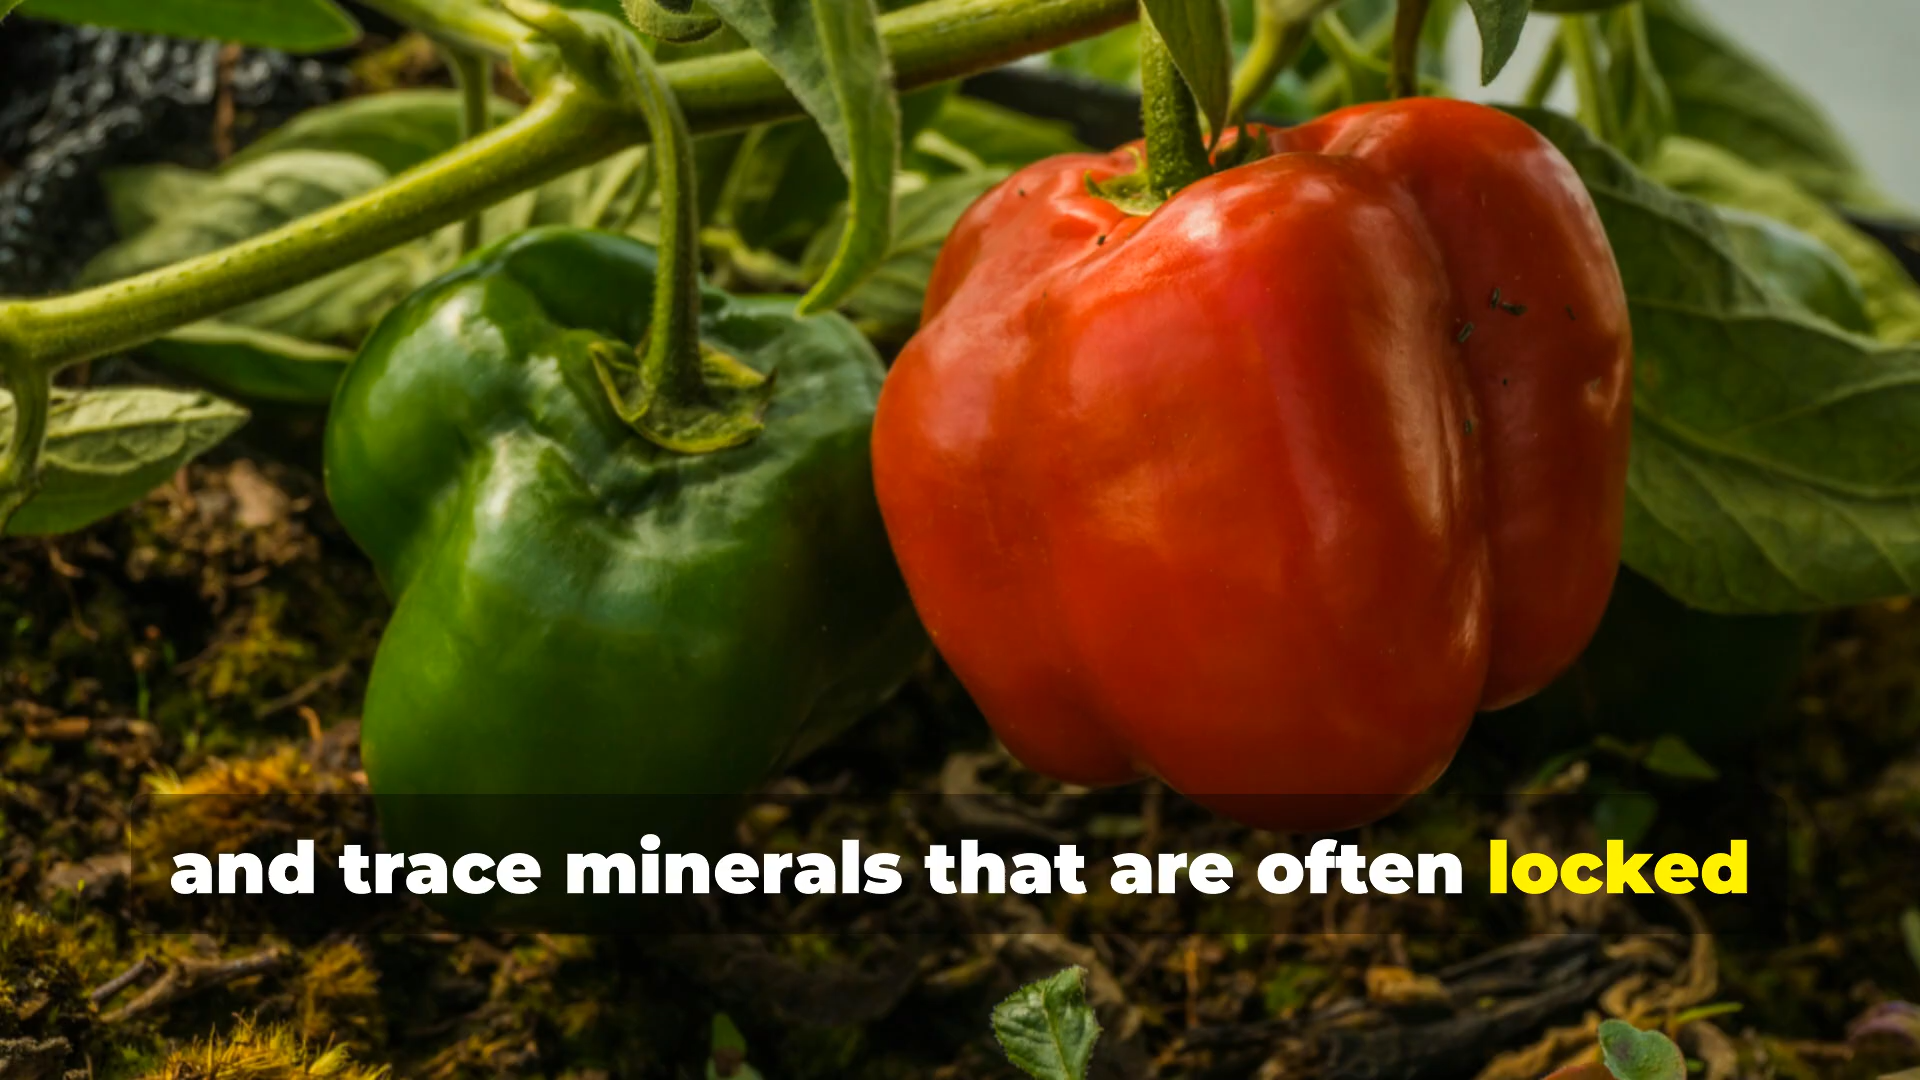 and trace minerals that are often locked